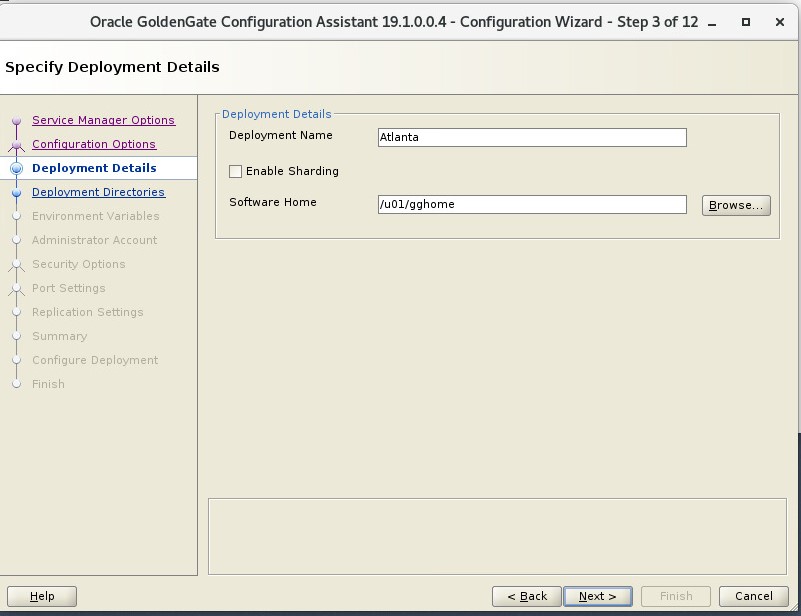 Oracle GoldenGate Configuration Assistant 19.1.0.0.4 - Configuration Wizard - Step 3 of 12
Specify Deployment Details
Service Manager Options
Configuration Options
Deployment Details
Deployment Directories
Environment Variables
Administrator Account
Security Options
Port Settings
Replication Settings
Summary
Configure Deployment
Finish
Deployment Details
Deployment Name
Atlanta
Enable Sharding
Software Home
/u01/gghome
Browse...
Help
< Back
Next >
Finish
Cancel